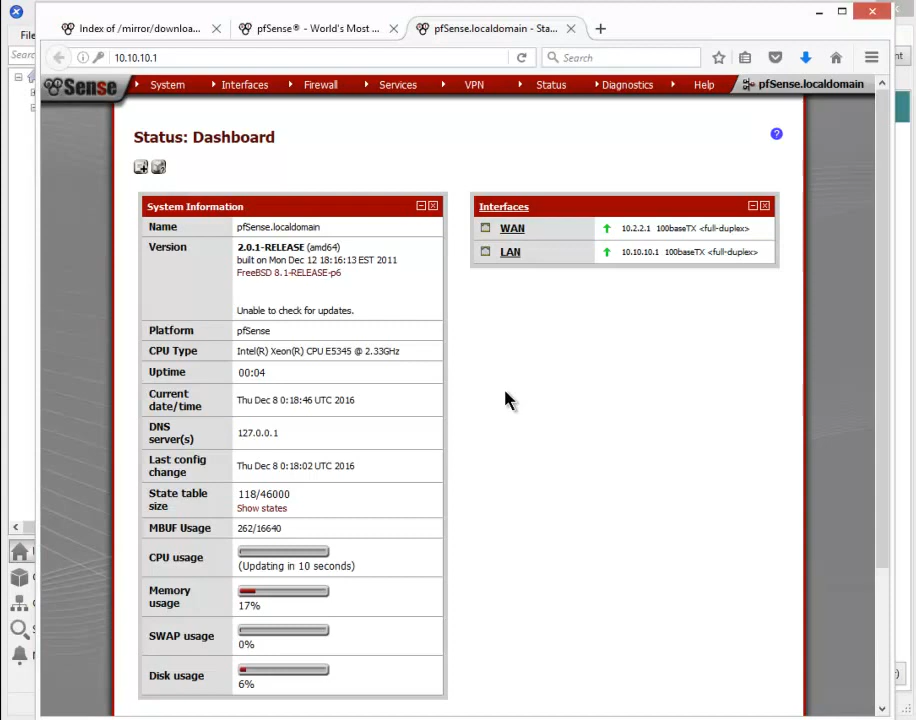 Index of /mirror/downloa...
pfSense® - World's Most ...
pfSense.localdomain - Sta...
File
Sear
10.10.10.1
Search
nt
Sense
System
Interfaces
Firewall
Services
VPN
Status
Diagnostics
Help
pfSense.localdomain
Status: Dashboard
?
System Information
Name pfSense.localdomain
Version 2.0.1-RELEASE (amd64)
built on Mon Dec 12 18:16:13 EST 2011
FreeBSD 8.1-RELEASE-p6
Unable to check for updates.
Platform pfSense
CPU Type Intel(R) Xeon(R) CPU E5345 @ 2.33GHz
Uptime 00:04
Current
date/time
Thu Dec 8 0:18:46 UTC 2016
DNS
server(s)
127.0.0.1
Last config
change
Thu Dec 8 0:18:02 UTC 2016
State table
size
118/46000
Show states
MBUF Usage 262/16640
CPU usage
(Updating in 10 seconds)
Memory
usage
17%
SWAP usage
0%
Disk usage
6%
Interfaces
WAN 10.2.2.1 100baseTX <full-duplex>
LAN 10.10.10.1 100baseTX <full-duplex>